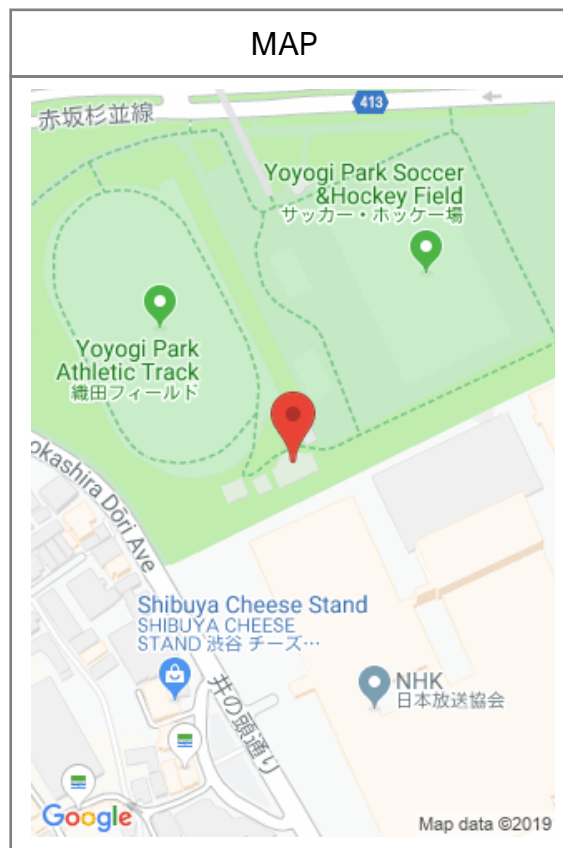 MAP
赤坂杉並線
413
Yoyogi Park Soccer
&Hockey Field
サッカー・ホッケー場
Yoyogi Park
Athletic Track
織田フィールド
okashira Dōri Ave
Shibuya Cheese Stand
SHIBUYA CHEESE
STAND 渋谷 チーズ…
井の頭通り
NHK
日本放送協会
Google
Map data ©2019